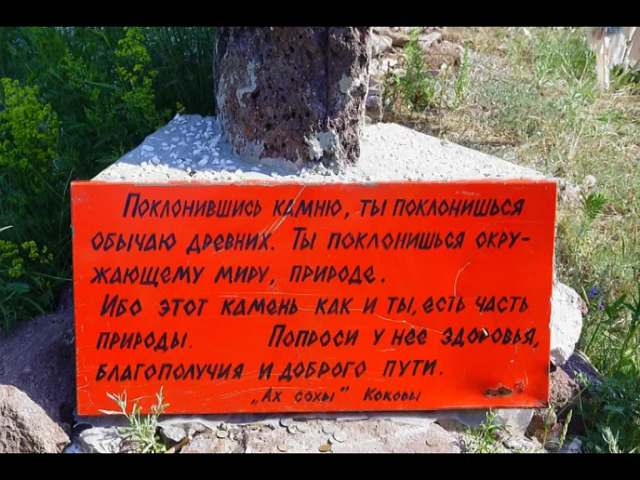 Поклонившись камню, ты поклонишься
обычаю древних. Ты поклонишься окру-
жающему миру, природе.
Ибо этот камень как и ты, есть часть
природы. Попроси у нее здоровья,
благополучия и доброго пути.
„Ах сохы" Коковы